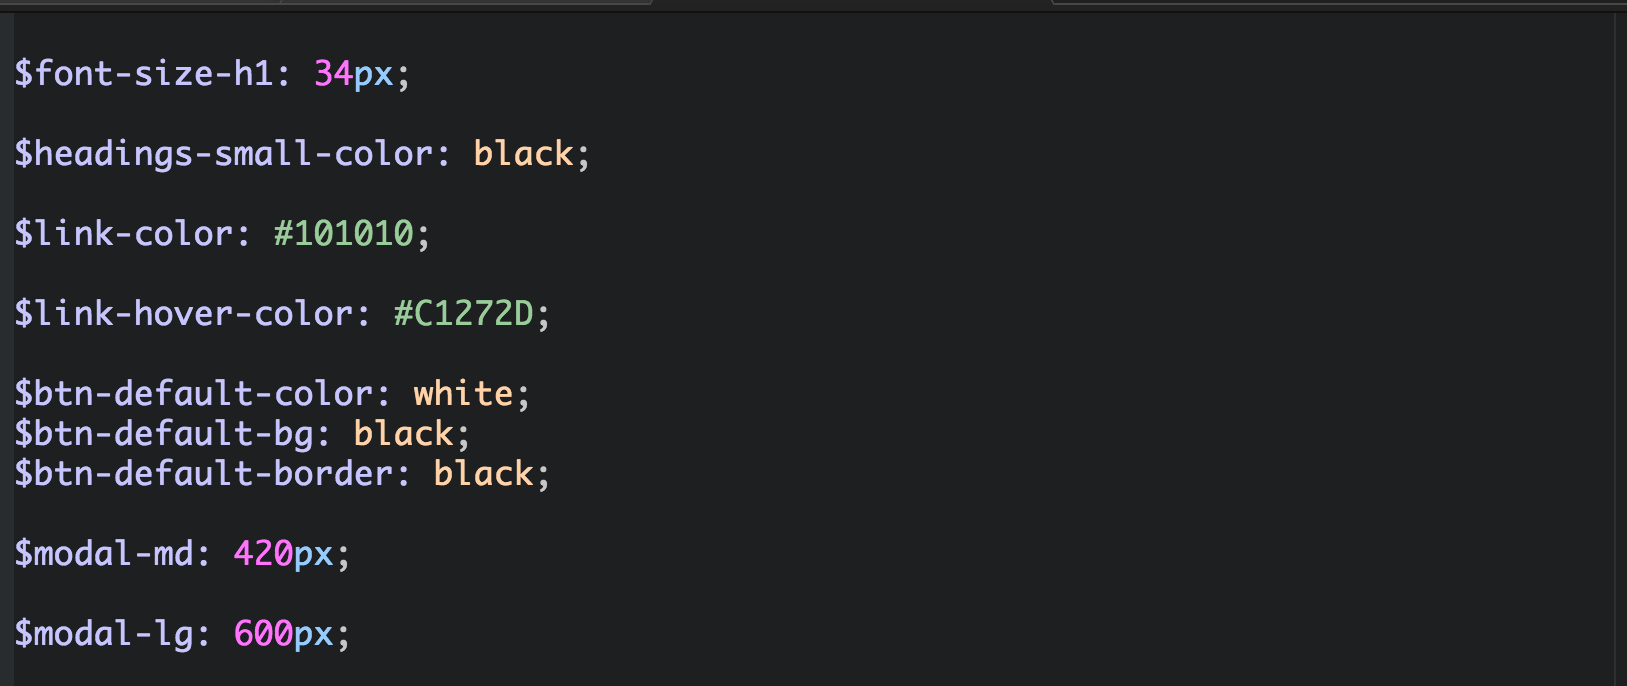 $font-size-h1: 34px;
$headings-small-color: black;
$link-color: #101010;
$link-hover-color: #C1272D;
$btn-default-color: white;
$btn-default-bg: black;
$btn-default-border: black;
$modal-md: 420px;
$modal-lg: 600px;